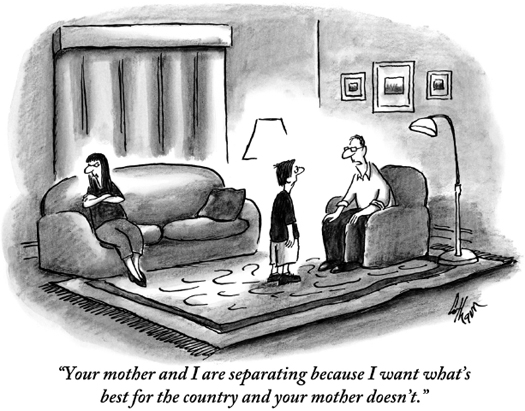 “Your mother and I are separating because I want what’s
best for the country and your mother doesn’t.”